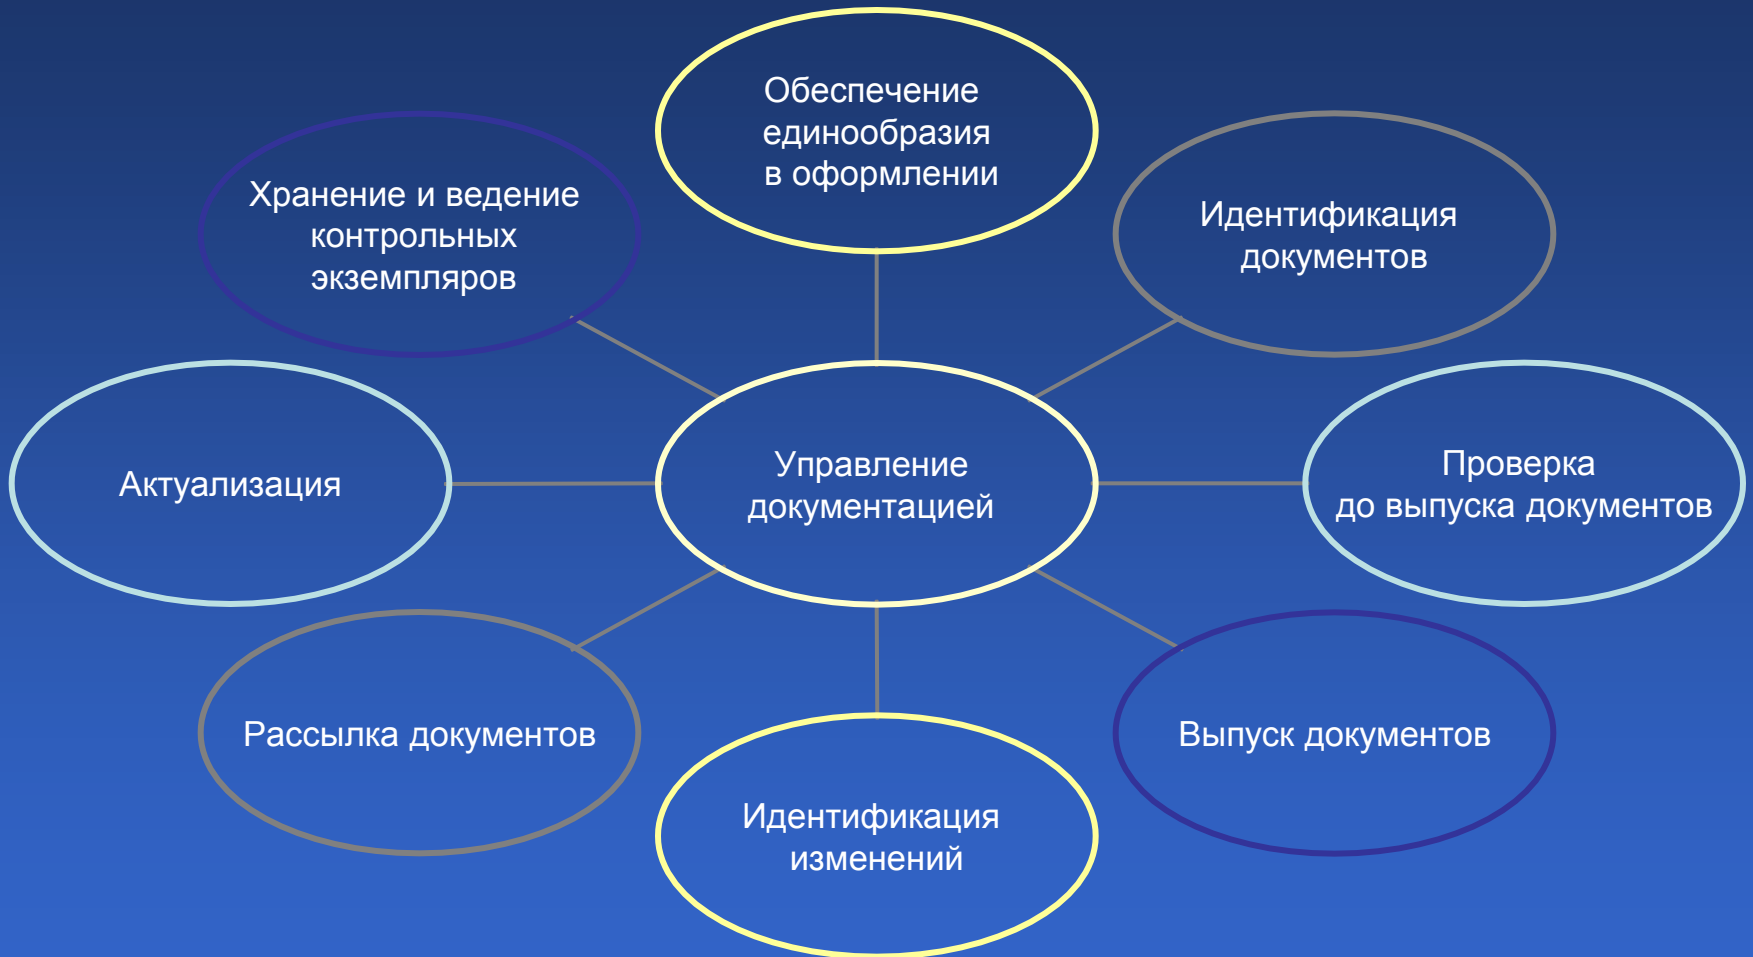 Обеспечение
единообразия
в оформлении
Хранение и ведение
контрольных
экземпляров
Идентификация
документов
Актуализация
Управление
документацией
Проверка
до выпуска документов
Рассылка документов
Выпуск документов
Идентификация
изменений